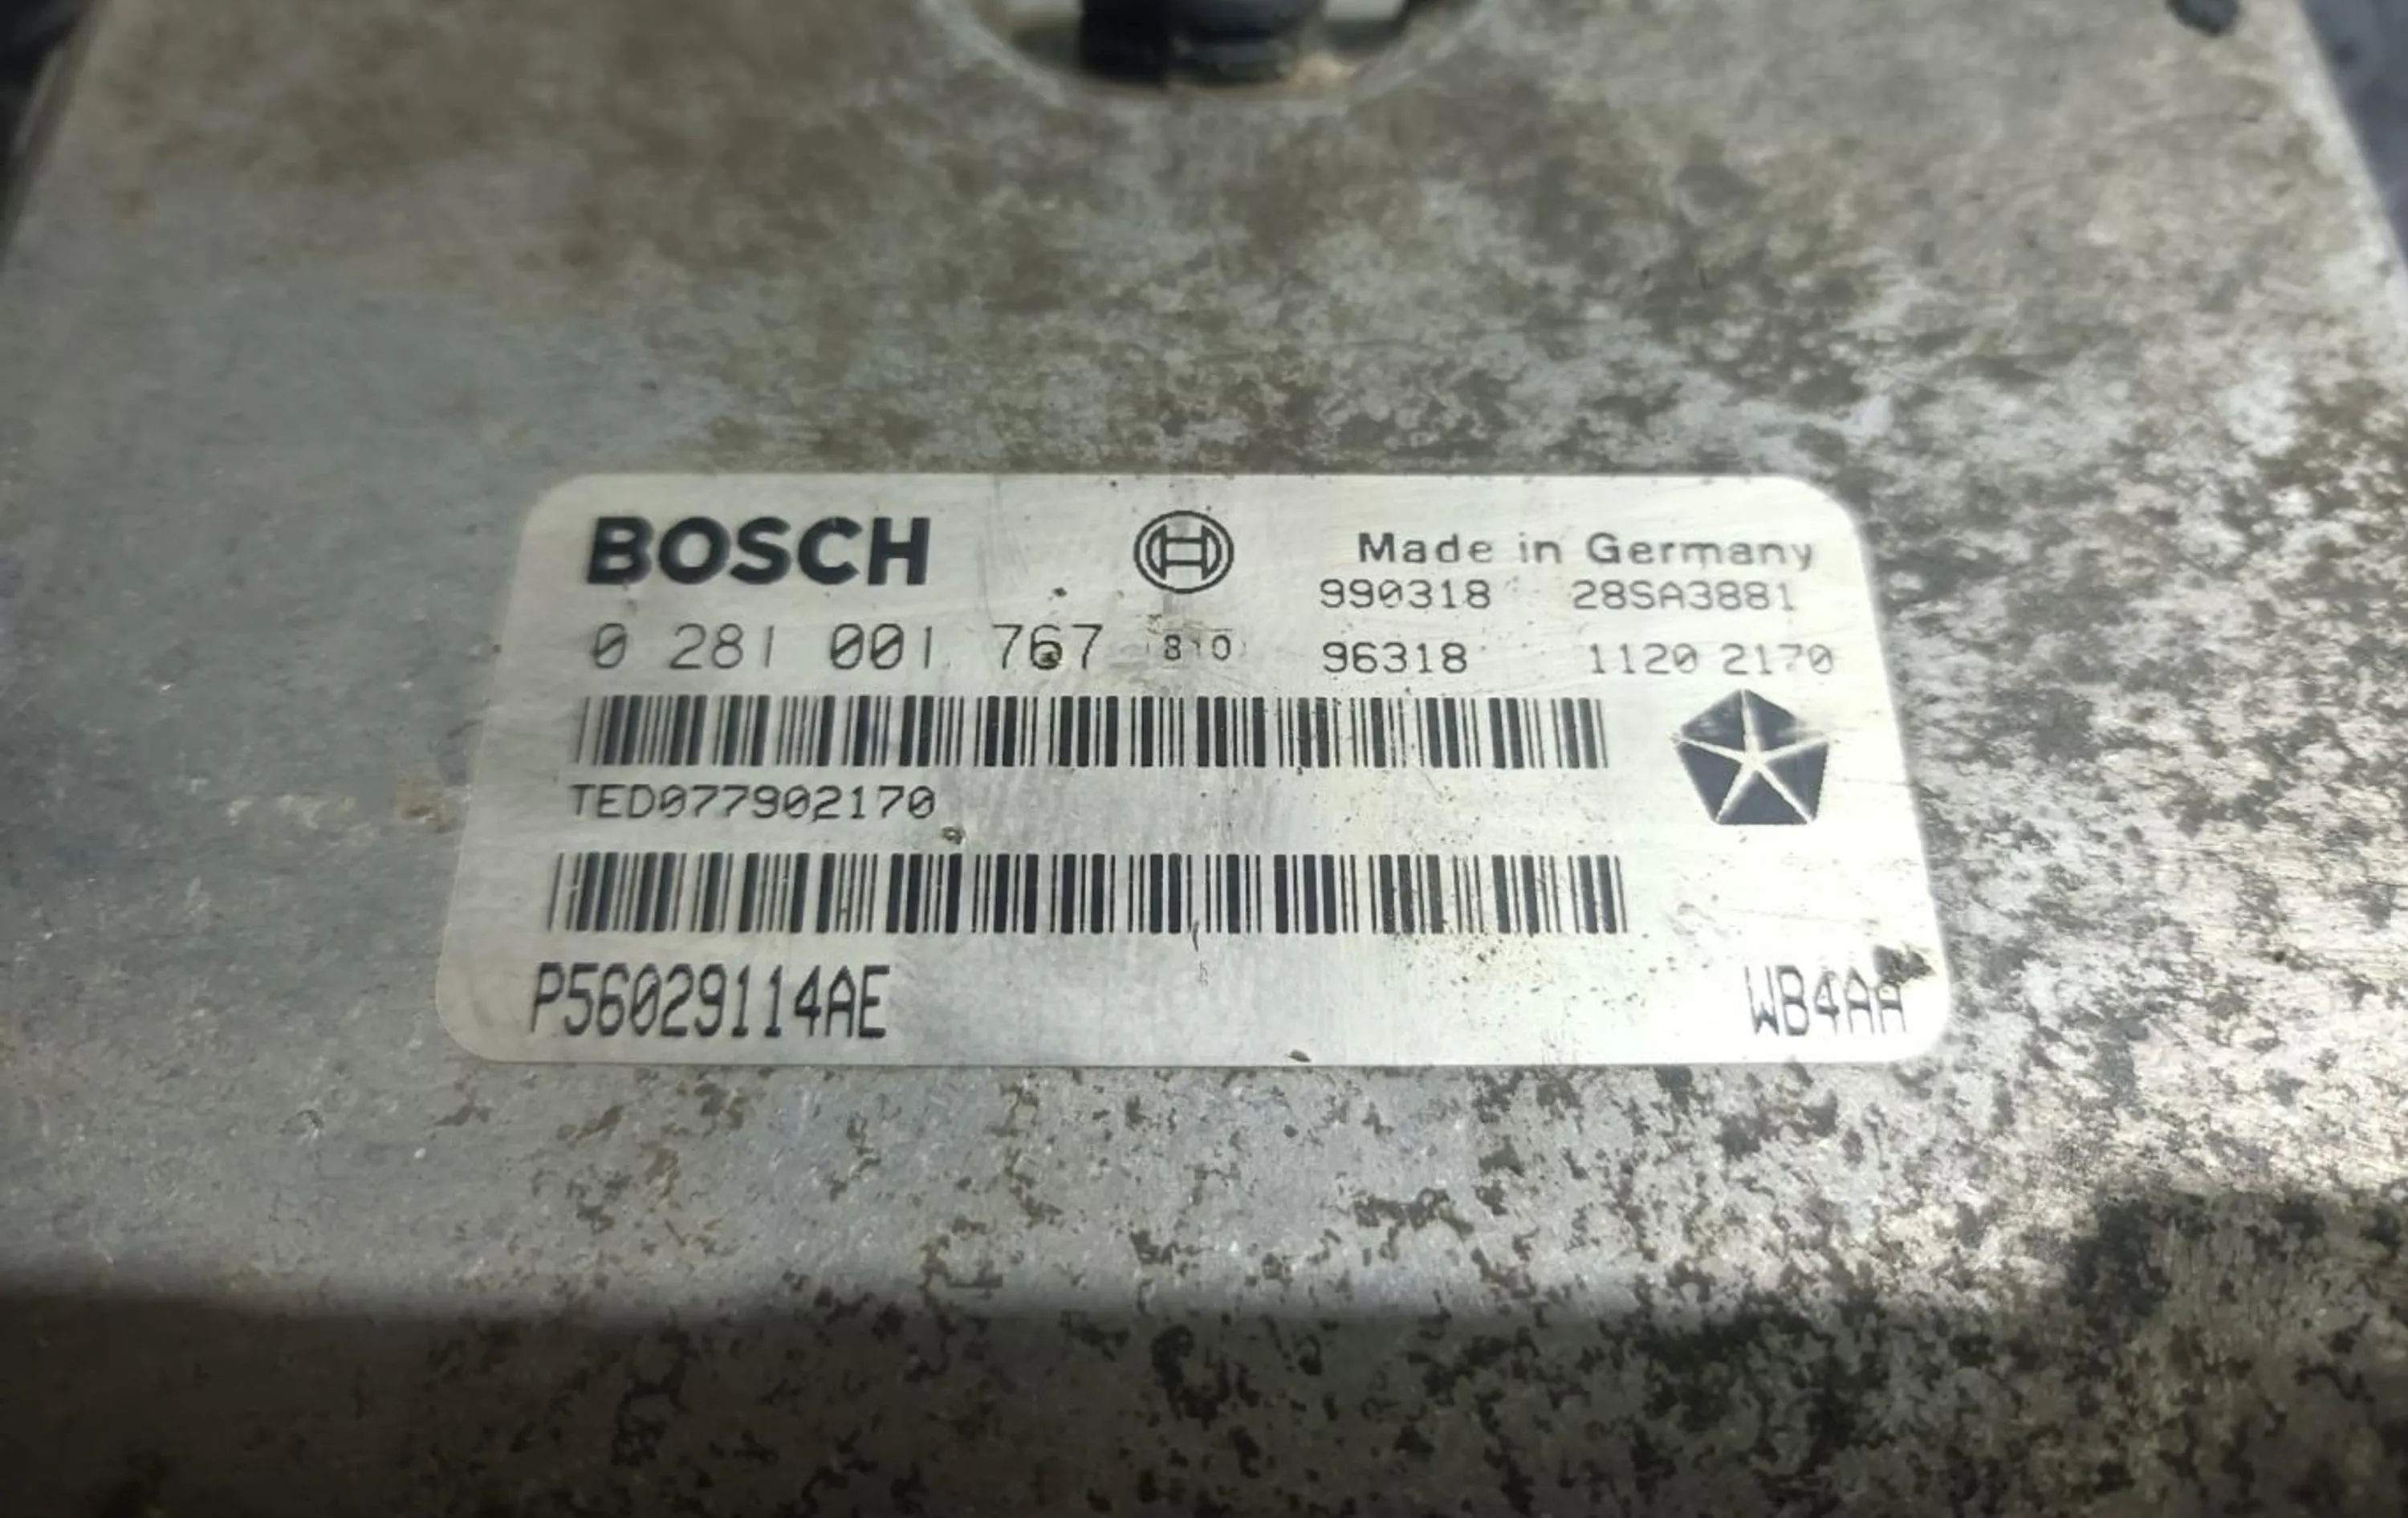 BOSCH Made in Germany
990318 28SA3881
0 281 001 767 810 96318 1120 2170
TED077902170
P56029114AE WB4AA